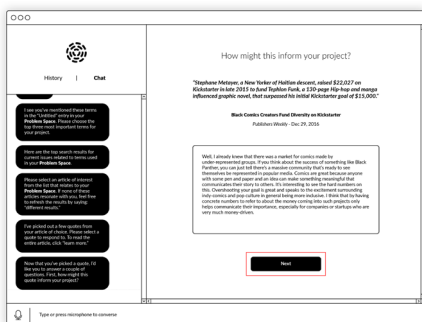 History | Chat
I see you've mentioned these terms
in the "Untitled" entry in your
Problem Space. Please choose the
top three most important terms for
your project.
Here are the top search results for
current issues related to terms used
in your Problem Space.
Please select an article of interest
from the list that relates to your
Problem Space. If none of these
articles resonate with you, feel free
to refresh the results by saying:
"different results."
I've picked out a few quotes from
your article of choice. Please select a
quote to respond to. To read the
entire article, click "learn more."
Now that you've picked a quote. I'd
like you to answer a couple of
questions. First, how might this
quote inform your project?
Type or press microphone to converse
How might this inform your project?
"Stephane Metayer, a New Yorker of Haitian descent, raised $22,027 on
Kickstarter in late 2015 to fund Tephlon Funk, a 130-page Hip-hop and manga
influenced graphic novel, that surpassed his initial Kickstarter goal of $15,000."
Black Comics Creators Fund Diversity on Kickstarter
Publishers Weekly - Dec 29, 2016
Well, I already knew that there was a market for comics made by
under-represented groups. If you think about the success of something like Black
Panther, you can just tell there's a massive community that's ready to see
themselves be represented in popular media. Comics are great because anyone
with some pen and paper and an idea can make something meaningful that
communicates their story to others. It's interesting to see the hard numbers on
this. Overshooting your goal is great and speaks to the excitement surrounding
indy comics and pop culture in general being more inclusive. I think that by having
concrete numbers to refer to about the money coming into such projects only
helps communicate their importance, especially for companies or startups who are
very much money-driven.
Next